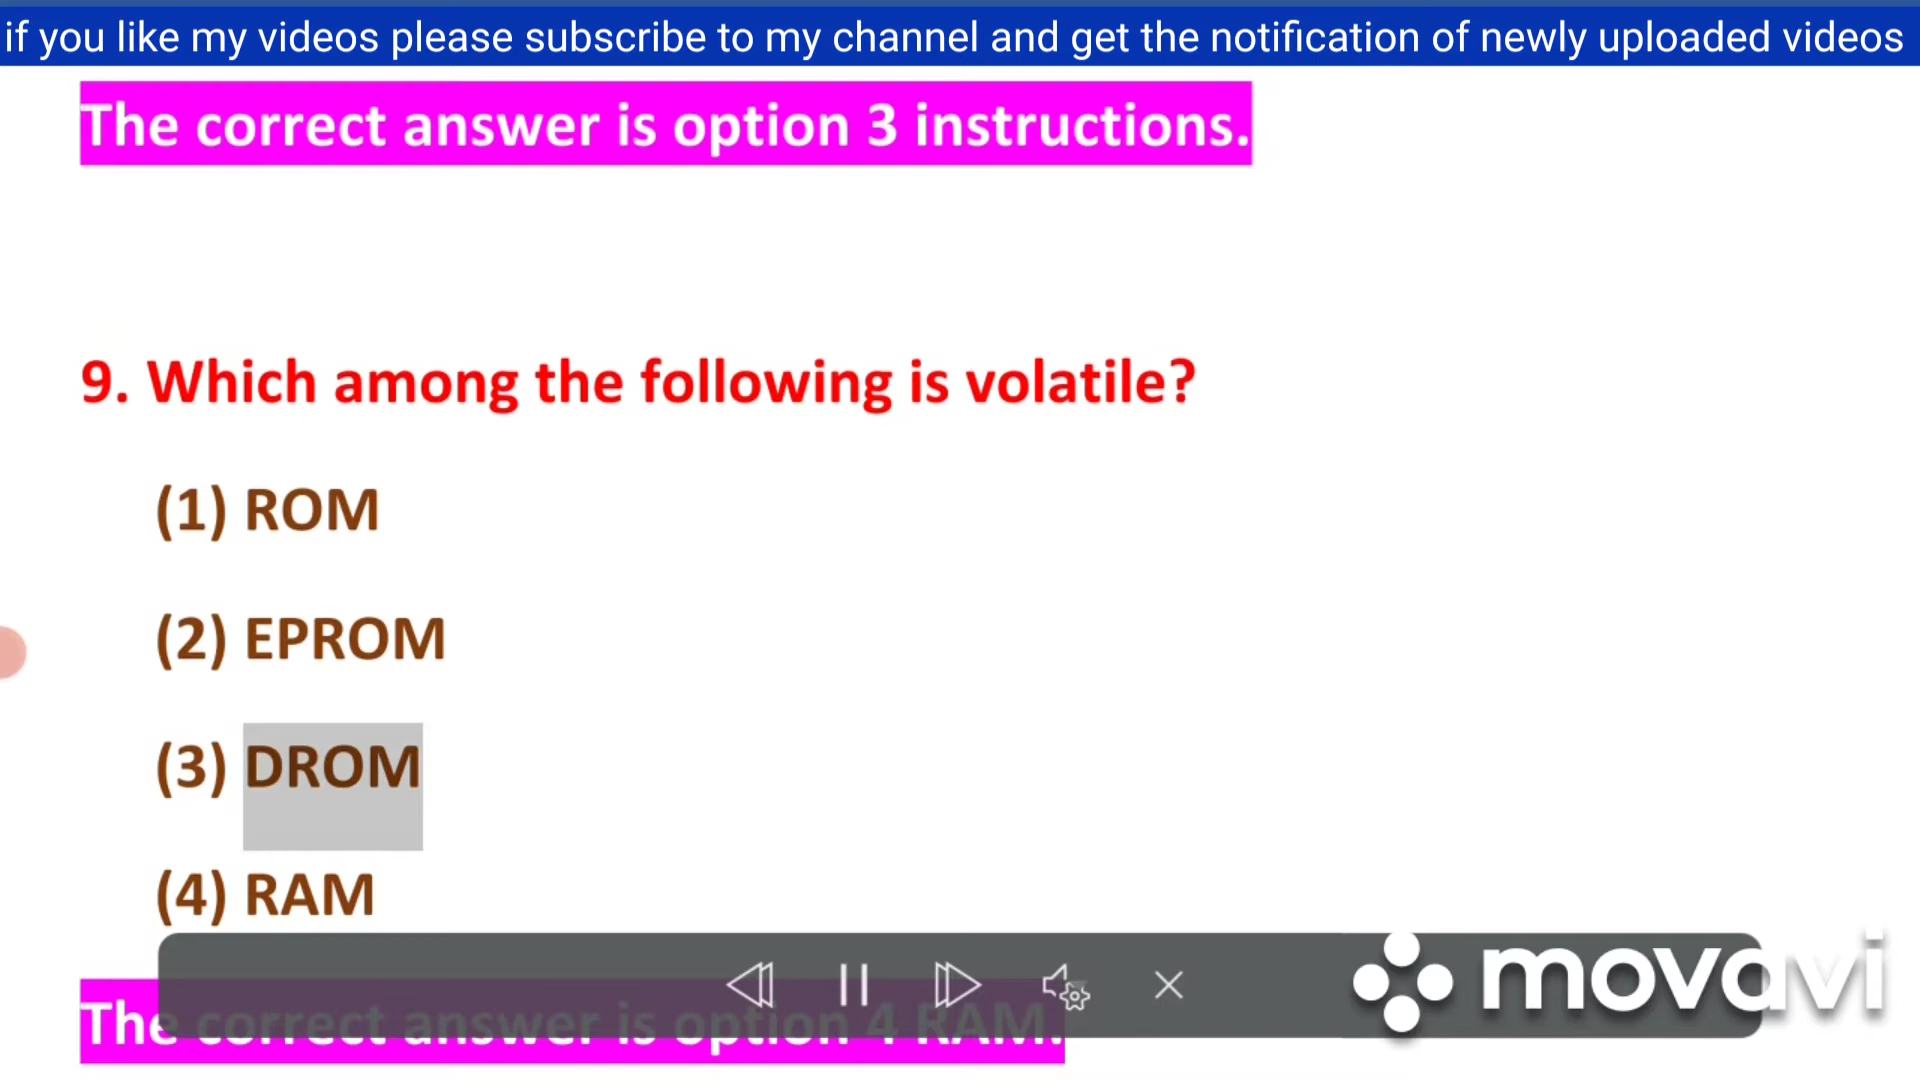 if you like my videos please subscribe to my channel and get the notification of newly uploaded videos
The correct answer is option 3 instructions.
9. Which among the following is volatile?
(1) ROM
(2) EPROM
(3) DROM
(4) RAM
The correct answer is option 4 RAM.
movavi